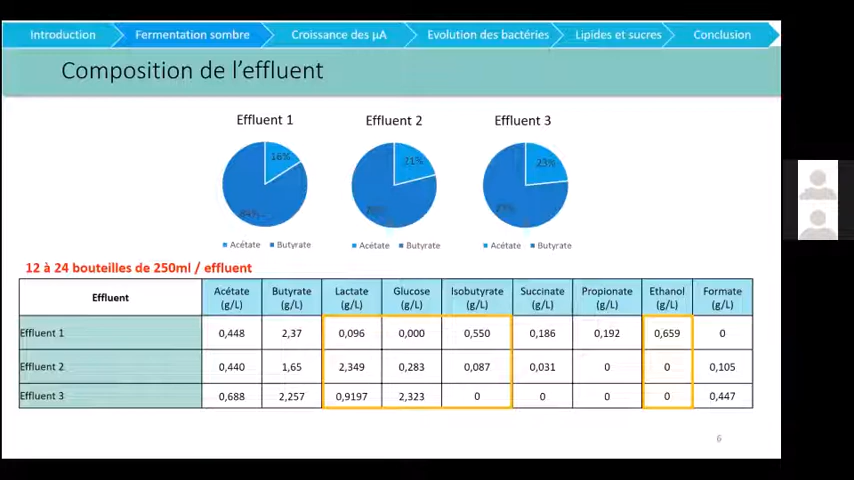 Introduction Fermentation sombre Croissance des µA Evolution des bactéries Lipides et sucres Conclusion
Composition de l'effluent
Effluent 1 Effluent 2 Effluent 3
16% 21% 23%
84% 79% 77%
Acétate Butyrate Acétate Butyrate Acétate Butyrate
12 à 24 bouteilles de 250ml / effluent
Effluent Acétate (g/L) Butyrate (g/L) Lactate (g/L) Glucose (g/L) Isobutyrate (g/L) Succinate (g/L) Propionate (g/L) Ethanol (g/L) Formate (g/L)
Effluent 1 0,448 2,37 0,096 0,000 0,550 0,186 0,192 0,659 0
Effluent 2 0,440 1,65 2,349 0,283 0,087 0,031 0 0 0,105
Effluent 3 0,688 2,257 0,9197 2,323 0 0 0 0 0,447
6